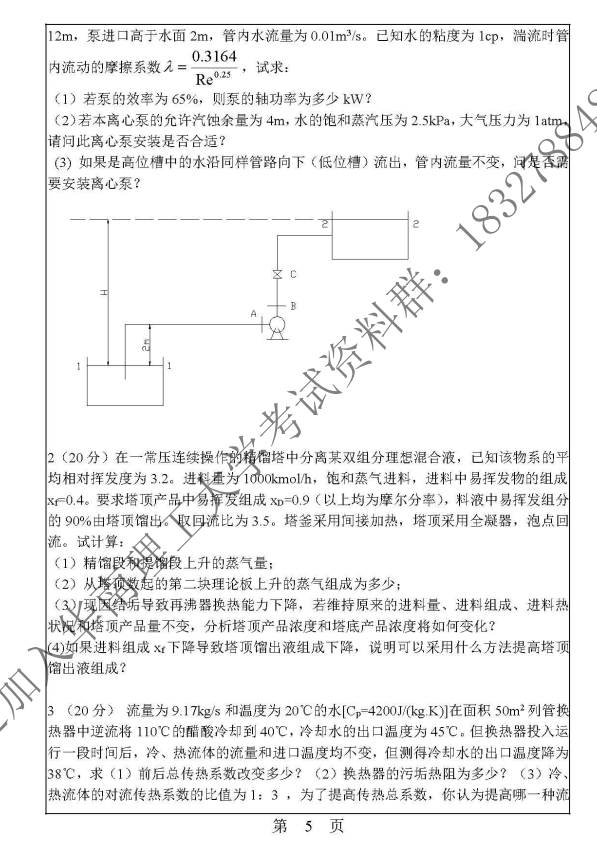 12m，泵进口高于水面 2m，管内水流量为 0.01m³/s。已知水的粘度为 1cp，湍流时管
内流动的摩擦系数 λ = 0.3164 / Re^0.25，试求：
（1）若泵的效率为 65%，则泵的轴功率为多少 kW？
（2）若本离心泵的允许汽蚀余量为 4m，水的饱和蒸汽压为 2.5kPa，大气压力为 1atm，
请问此离心泵安装是否合适？
(3) 如果是高位槽中的水沿同样管路向下（低位槽）流出，管内流量不变，问是否需
要安装离心泵？
2
2
C
H
B
A
2m
1
1
2（20 分）在一常压连续操作的精馏塔中分离某双组分理想混合液，已知该物系的平
均相对挥发度为 3.2。进料量为 1000kmol/h，饱和蒸气进料，进料中易挥发物的组成
xf=0.4。要求塔顶产品中易挥发组成 xD=0.9（以上均为摩尔分率），料液中易挥发组分
的 90%由塔顶馏出。取回流比为 3.5。塔釜采用间接加热，塔顶采用全凝器，泡点回
流。试计算：
（1）精馏段和提馏段上升的蒸气量；
（2）从塔顶数起的第二块理论板上升的蒸气组成为多少；
（3）现因结垢导致再沸器换热能力下降，若维持原来的进料量、进料组成、进料热
状况和塔顶产品量不变，分析塔顶产品浓度和塔底产品浓度将如何变化？
(4)如果进料组成 xf 下降导致塔顶馏出液组成下降，说明可以采用什么方法提高塔顶
馏出液组成？
3 （20 分） 流量为 9.17kg/s 和温度为 20℃的水[Cp=4200J/(kg.K)]在面积 50m² 列管换
热器中逆流将 110℃的醋酸冷却到 40℃，冷却水的出口温度为 45℃。但换热器投入运
行一段时间后，冷、热流体的流量和进口温度均不变，但测得冷却水的出口温度降为
38℃，求（1）前后总传热系数改变多少？（2）换热器的污垢热阻为多少？（3）冷、
热流体的对流传热系数的比值为 1：3 ，为了提高传热总系数，你认为提高哪一种流
第 5 页
加入华南理工大学考试资料群：183278848